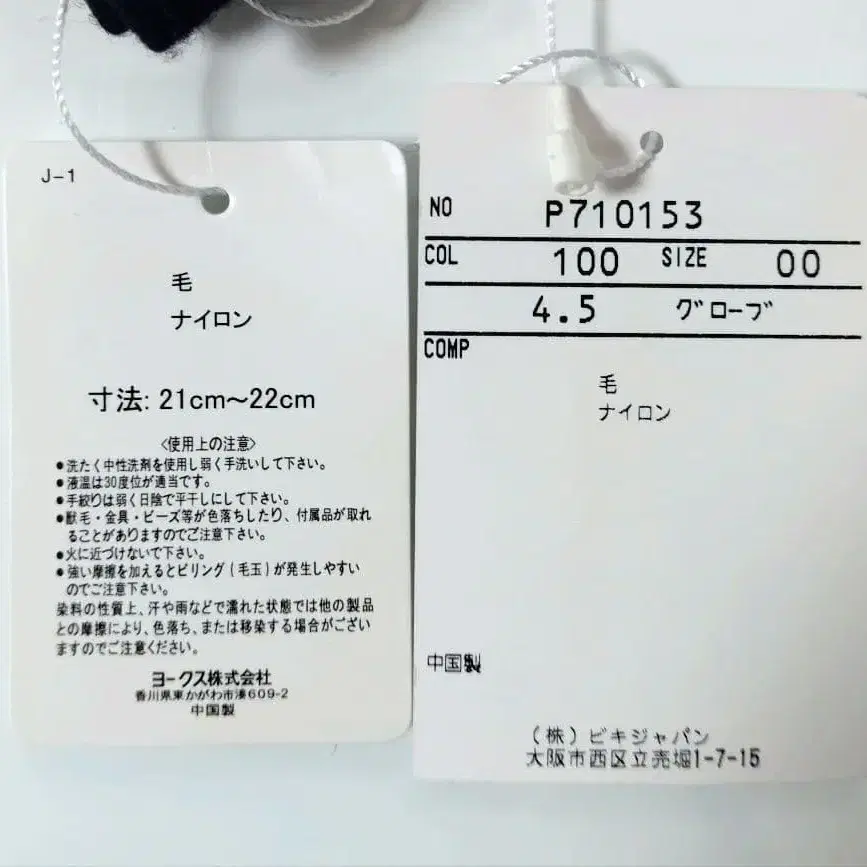 J-1
毛
ナイロン
寸法: 21cm〜22cm
〈使用上の注意〉
●洗たく中性洗剤を使用し弱く手洗いして下さい。
●液温は30度位が適当です。
●手絞りは弱く日陰で平干しにして下さい。
●獣毛・金具・ビーズ等が色落ちしたり、付属品が取れ
ることがありますのでご注意下さい。
●火に近づけないで下さい。
●強い摩擦を加えるとピリング(毛玉)が発生しやすい
のでご注意下さい。
染料の性質上、汗や雨などで濡れた状態では他の製品
との摩擦により、色落ち、または移染する場合がござい
ますのでご注意ください。
ヨークス株式会社
香川県東かがわ市湊609-2
中国製
NO P710153
COL 100 SIZE 00
4.5 グローブ
COMP
毛
ナイロン
中国製
(株)ビキジャパン
大阪市西区立売堀1-7-15